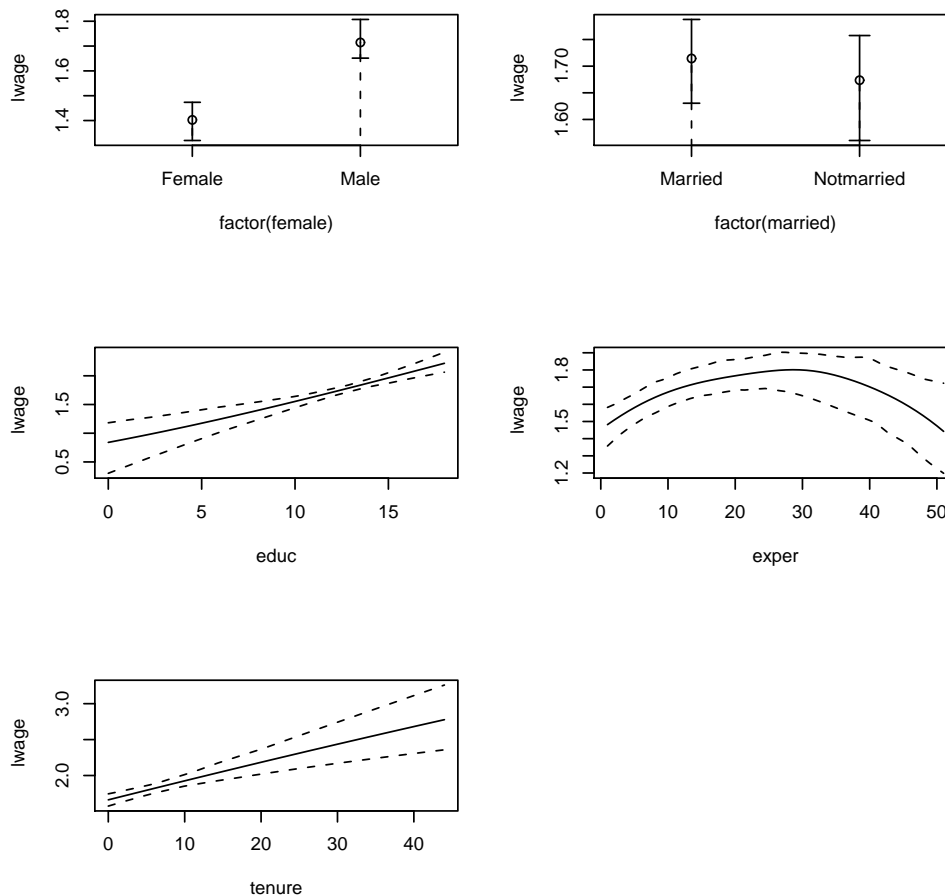 lwage
1.4 1.6 1.8
Female Male
factor(female)
lwage
1.60 1.70
Married Notmarried
factor(married)
lwage
0.5 1.5
0 5 10 15
educ
lwage
1.2 1.5 1.8
0 10 20 30 40 50
exper
lwage
2.0 3.0
0 10 20 30 40
tenure